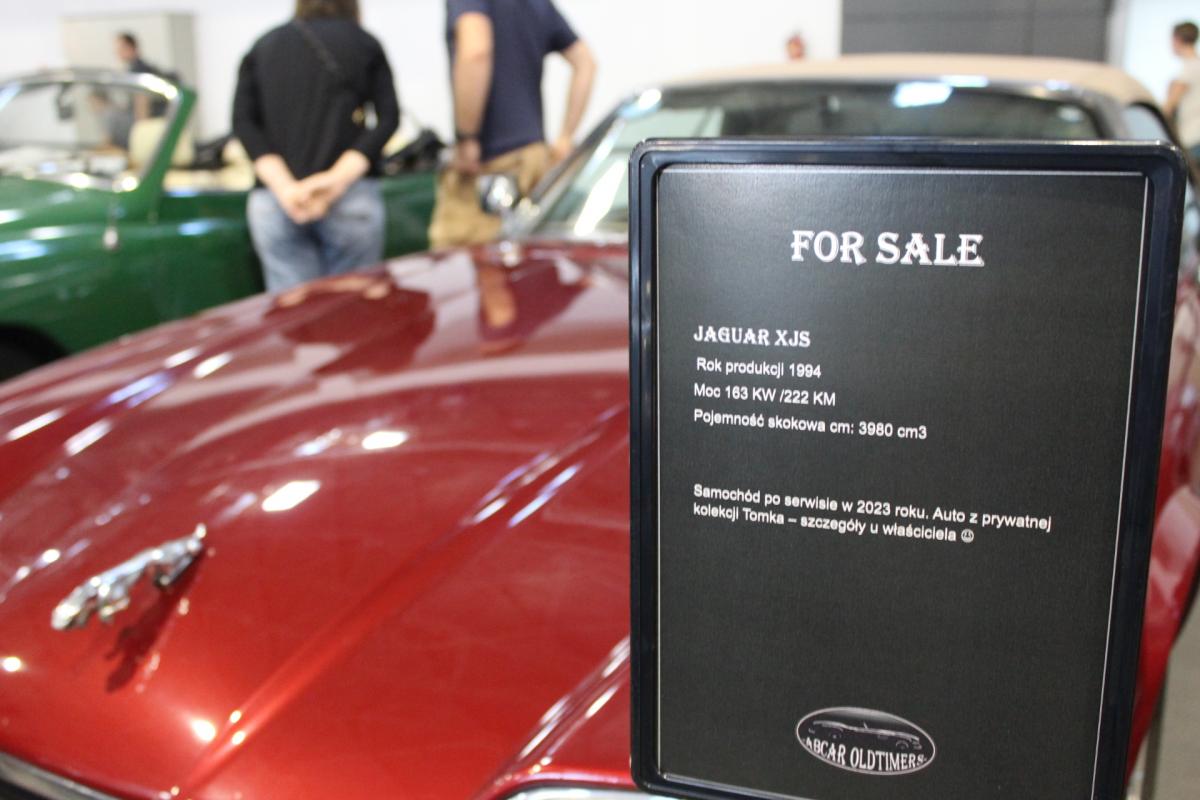 FOR SALE
JAGUAR XJS
Rok produkcji 1994
Moc 163 KW /222 KM
Pojemność skokowa cm: 3980 cm3
Samochód po serwisie w 2023 roku. Auto z prywatnej
kolekcji Tomka – szczegóły u właściciela ☺
ABCAR OLDTIMERS